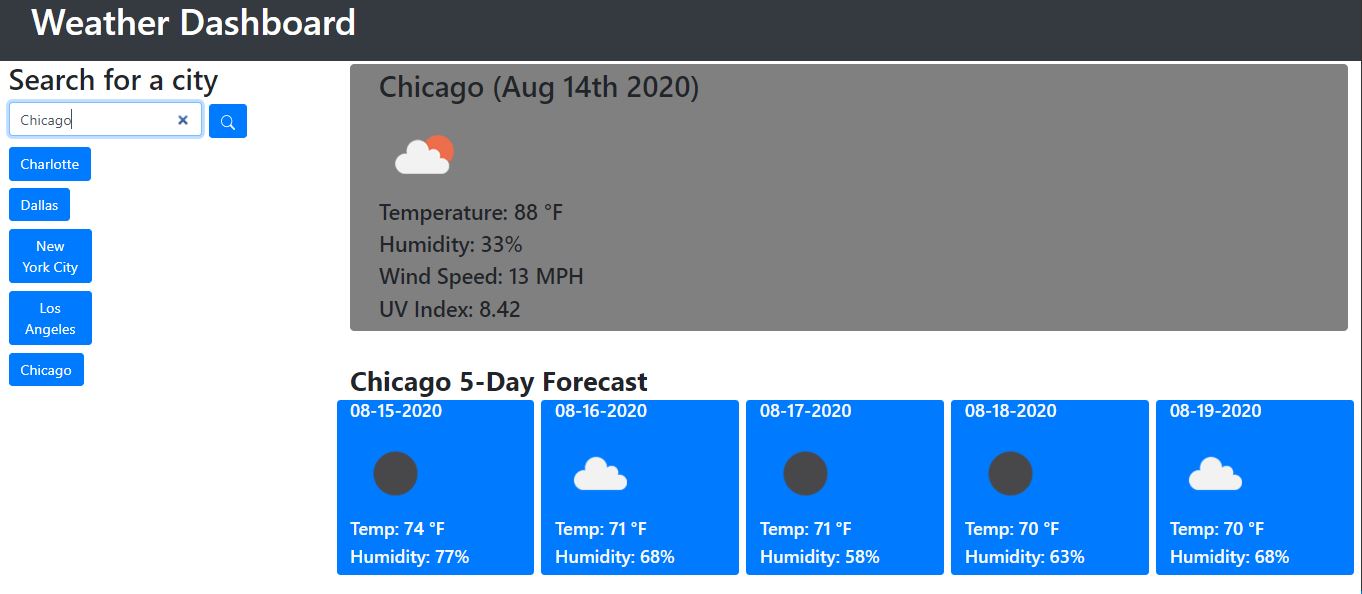 Weather Dashboard
Search for a city
Chicago
Charlotte
Dallas
New
York City
Los
Angeles
Chicago
Chicago (Aug 14th 2020)
Temperature: 88 °F
Humidity: 33%
Wind Speed: 13 MPH
UV Index: 8.42
Chicago 5-Day Forecast
08-15-2020
Temp: 74 °F
Humidity: 77%
08-16-2020
Temp: 71 °F
Humidity: 68%
08-17-2020
Temp: 71 °F
Humidity: 58%
08-18-2020
Temp: 70 °F
Humidity: 63%
08-19-2020
Temp: 70 °F
Humidity: 68%